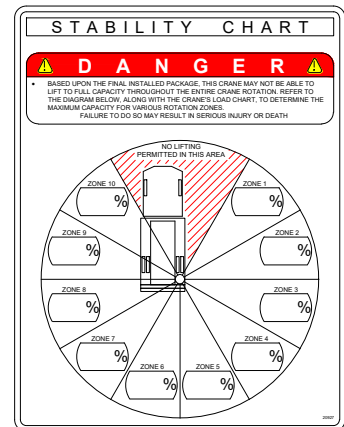 STABILITY CHART
DANGER
• BASED UPON THE FINAL INSTALLED PACKAGE, THIS CRANE MAY NOT BE ABLE TO
LIFT TO FULL CAPACITY THROUGHOUT THE ENTIRE CRANE ROTATION. REFER TO
THE DIAGRAM BELOW, ALONG WITH THE CRANE'S LOAD CHART, TO DETERMINE THE
MAXIMUM CAPACITY FOR VARIOUS ROTATION ZONES.
FAILURE TO DO SO MAY RESULT IN SERIOUS INJURY OR DEATH
NO LIFTING
PERMITTED IN THIS AREA
ZONE 10
%
ZONE 1
%
ZONE 9
%
ZONE 2
%
ZONE 8
%
ZONE 3
%
ZONE 7
%
ZONE 4
%
ZONE 6
%
ZONE 5
%